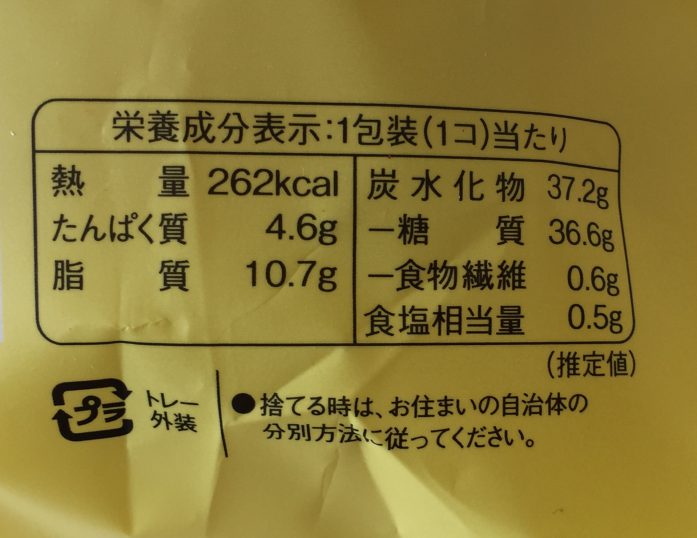 栄養成分表示:1包装(1コ)当たり
熱量 262kcal
たんぱく質 4.6g
脂質 10.7g
炭水化物 37.2g
ー糖質 36.6g
ー食物繊維 0.6g
食塩相当量 0.5g
(推定値)
プラ
トレー
外装
●捨てる時は、お住まいの自治体の
分別方法に従ってください。